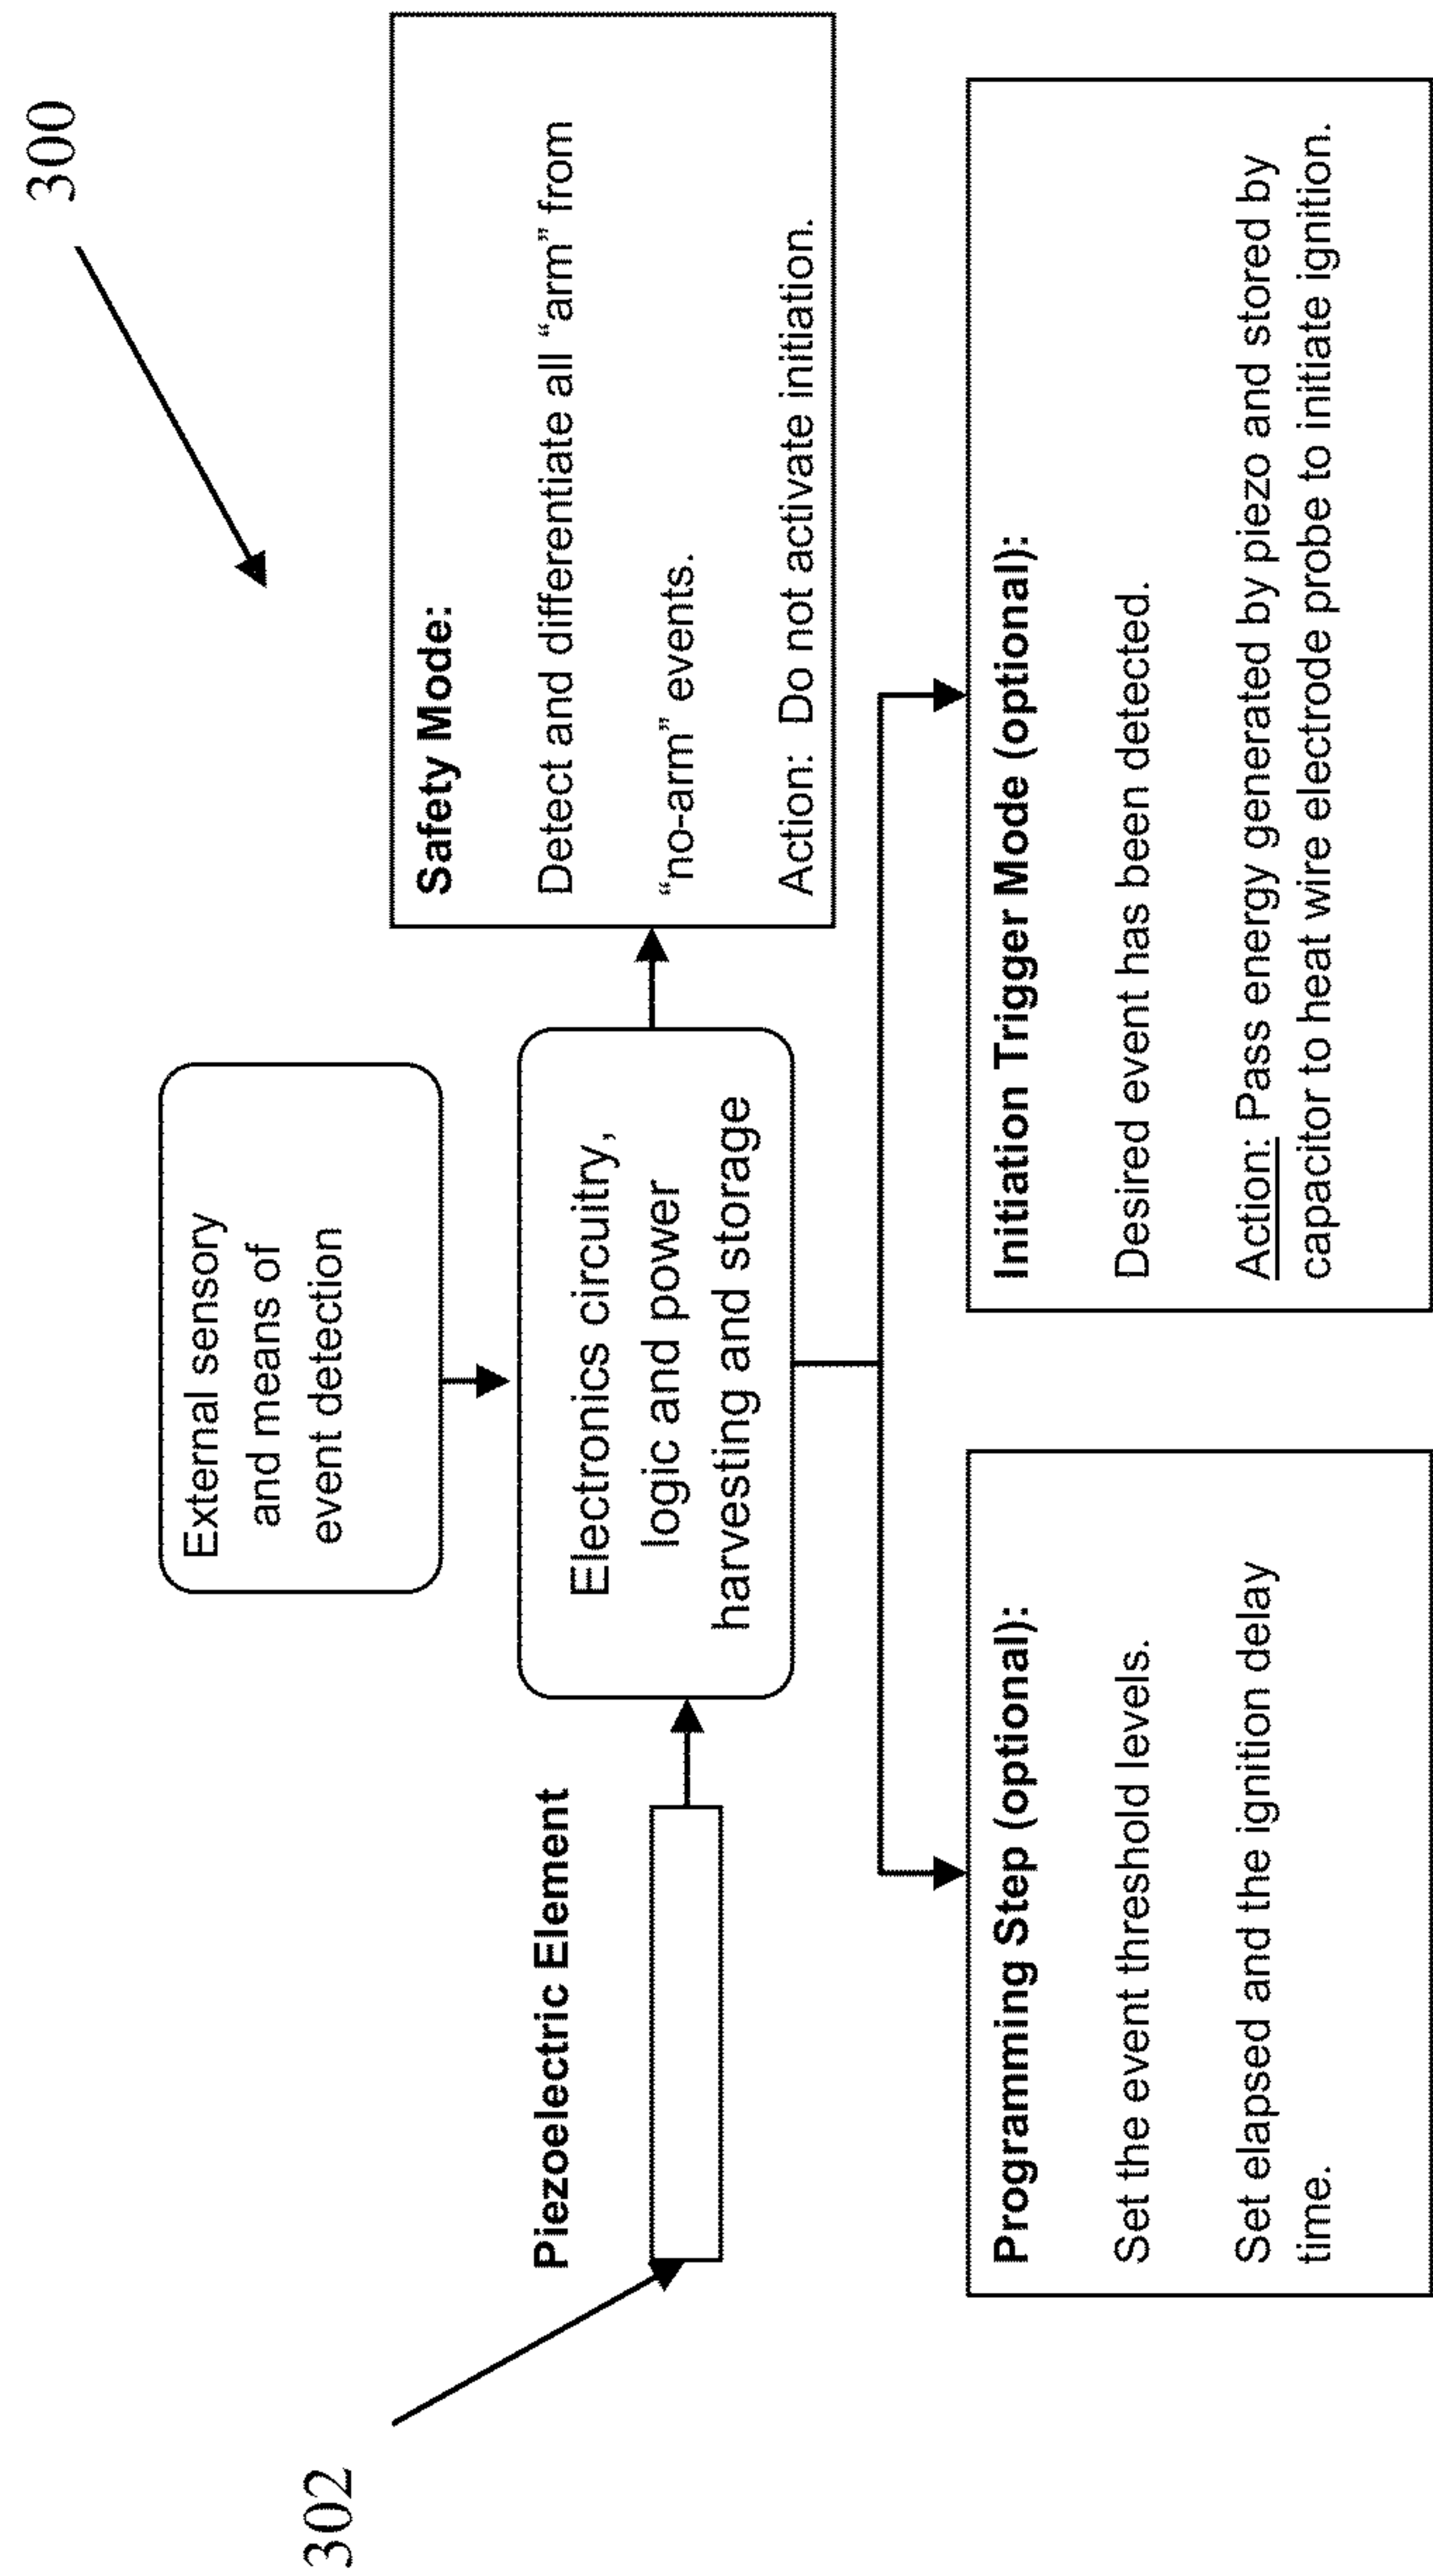 300
External sensory
and means of
event detection
302
Piezoelectric Element
Electronics circuitry,
logic and power
harvesting and storage
Safety Mode:
Detect and differentiate all “arm” from
“no-arm” events.
Action: Do not activate initiation.
Programming Step (optional):
Set the event threshold levels.
Set elapsed and the ignition delay
time.
Initiation Trigger Mode (optional):
Desired event has been detected.
Action: Pass energy generated by piezo and stored by
capacitor to heat wire electrode probe to initiate ignition.